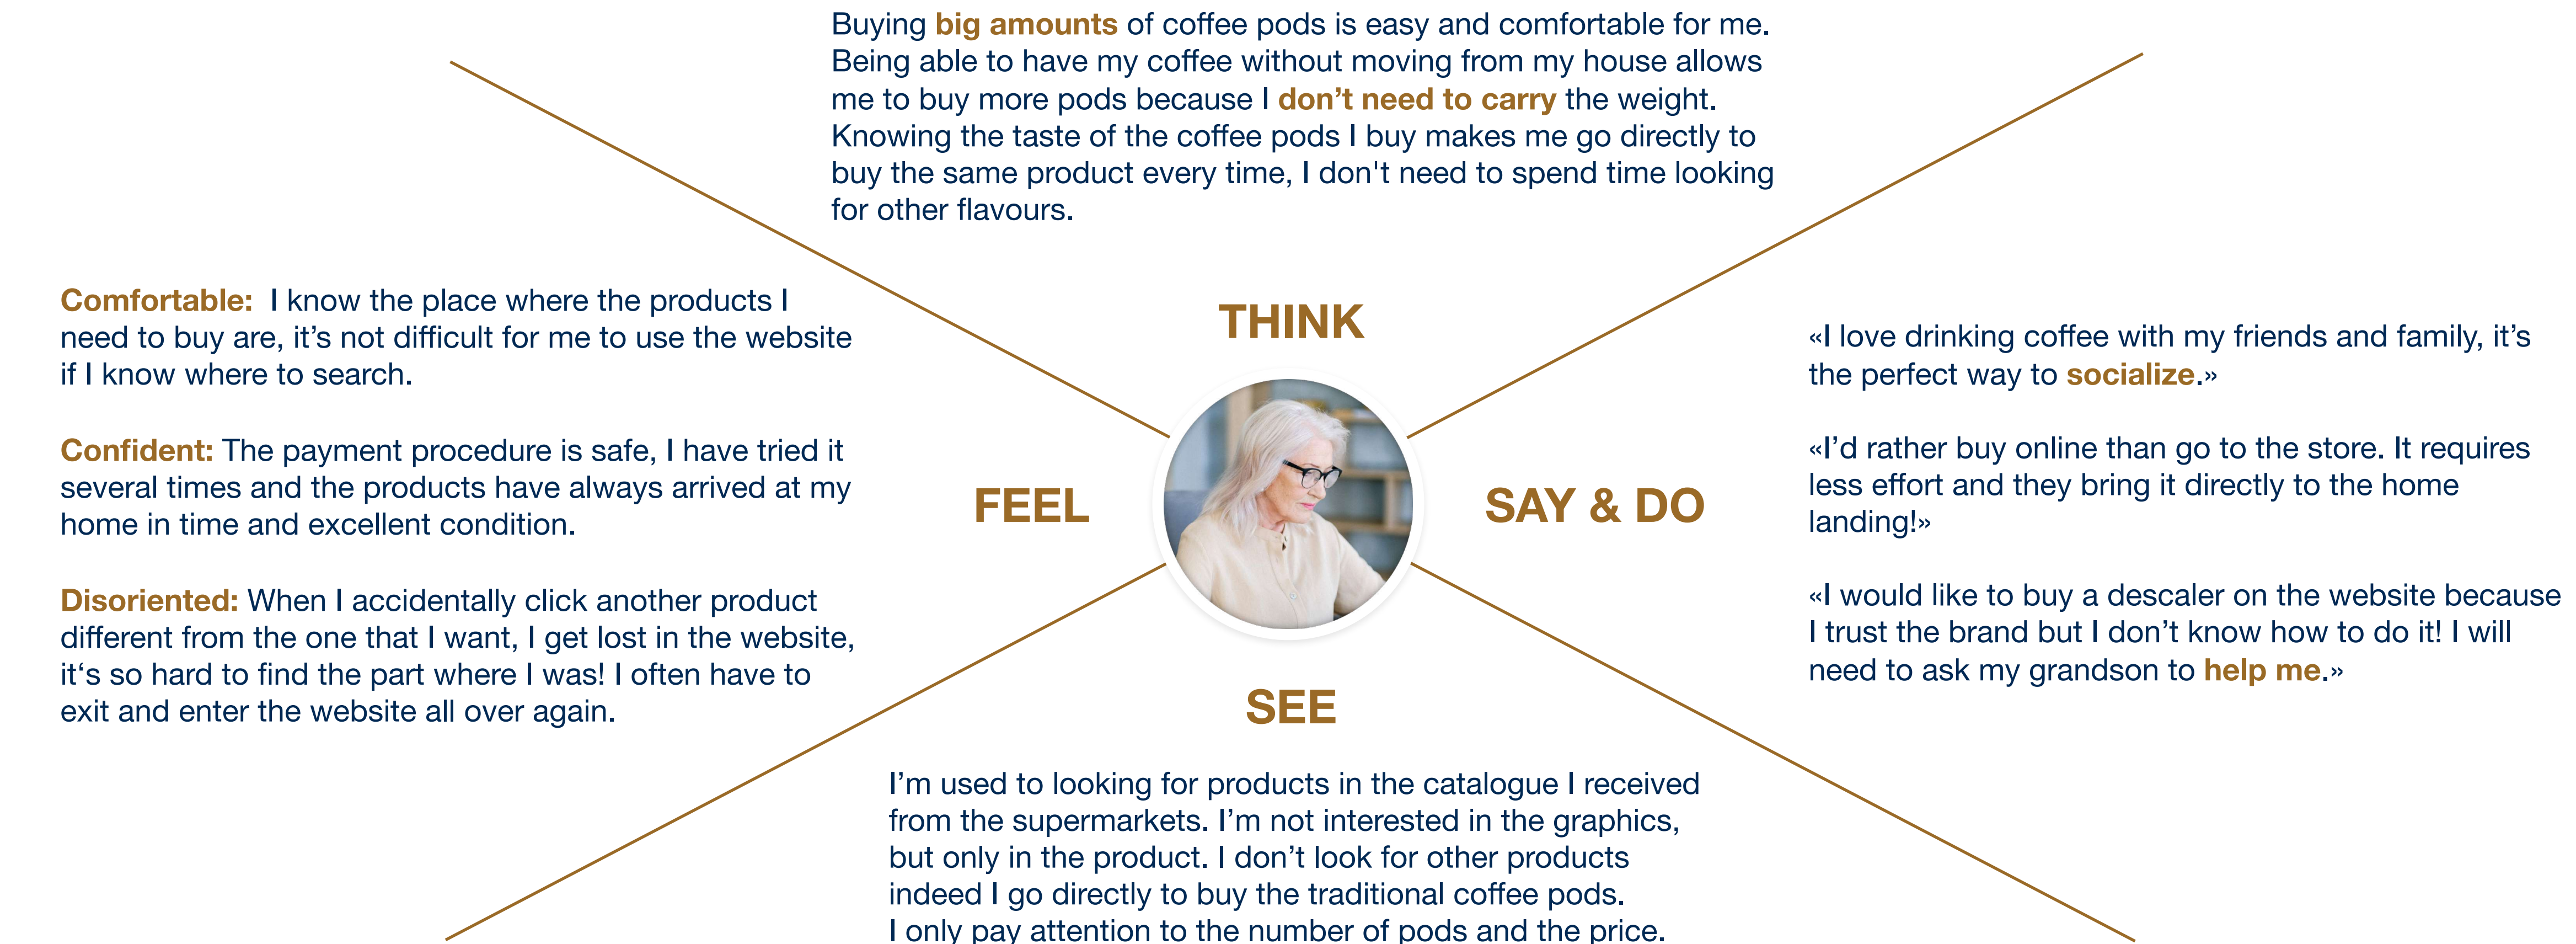 Buying big amounts of coffee pods is easy and comfortable for me.
Being able to have my coffee without moving from my house allows
me to buy more pods because I don’t need to carry the weight.
Knowing the taste of the coffee pods I buy makes me go directly to
buy the same product every time, I don't need to spend time looking
for other flavours.
THINK
Comfortable:  I know the place where the products I
need to buy are, it’s not difficult for me to use the website
if I know where to search.
Confident: The payment procedure is safe, I have tried it
several times and the products have always arrived at my
home in time and excellent condition.
Disoriented: When I accidentally click another product
different from the one that I want, I get lost in the website,
it‘s so hard to find the part where I was! I often have to
exit and enter the website all over again.
FEEL
SAY & DO
«I love drinking coffee with my friends and family, it’s
the perfect way to socialize.»
«I’d rather buy online than go to the store. It requires
less effort and they bring it directly to the home
landing!»
«I would like to buy a descaler on the website because
I trust the brand but I don’t know how to do it! I will
need to ask my grandson to help me.»
SEE
I’m used to looking for products in the catalogue I received
from the supermarkets. I’m not interested in the graphics,
but only in the product. I don’t look for other products
indeed I go directly to buy the traditional coffee pods.
I only pay attention to the number of pods and the price.